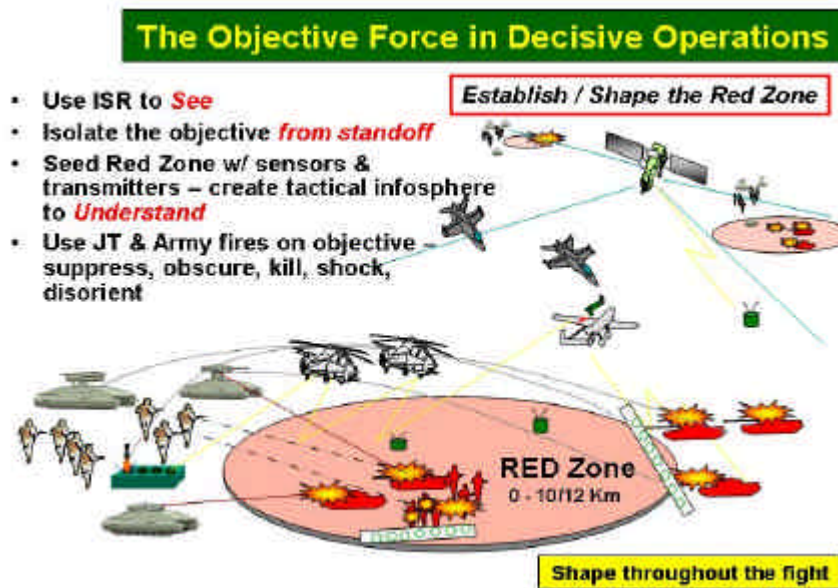 The Objective Force in Decisive Operations
• Use ISR to See
• Isolate the objective from standoff
• Seed Red Zone w/ sensors &
transmitters – create tactical infosphere
to Understand
• Use JT & Army fires on objective –
suppress, obscure, kill, shock,
disorient
Establish / Shape the Red Zone
RED Zone
0 - 10/12 Km
Shape throughout the fight